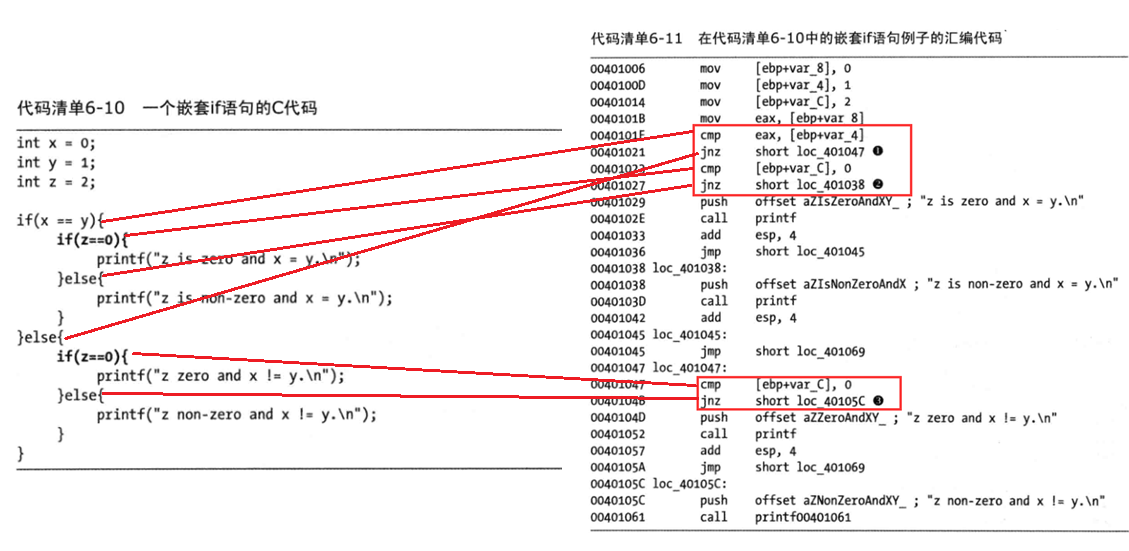 代码清单6-10 一个嵌套if语句的C代码
int x = 0;
int y = 1;
int z = 2;
if(x == y){
if(z==0){
printf("z is zero and x = y.\n");
}else{
printf("z is non-zero and x = y.\n");
}
}else{
if(z==0){
printf("z zero and x != y.\n");
}else{
printf("z non-zero and x != y.\n");
}
}
代码清单6-11 在代码清单6-10中的嵌套if语句例子的汇编代码
00401006 mov [ebp+var_8], 0
0040100D mov [ebp+var_4], 1
00401014 mov [ebp+var_C], 2
0040101B mov eax, [ebp+var_8]
0040101E cmp eax, [ebp+var_4]
00401021 jnz short loc_401047 ❶
00401023 cmp [ebp+var_C], 0
00401027 jnz short loc_401038 ❷
00401029 push offset aZIsZeroAndXY_ ; "z is zero and x = y.\n"
0040102E call printf
00401033 add esp, 4
00401036 jmp short loc_401045
00401038 loc_401038:
00401038 push offset aZIsNonZeroAndX ; "z is non-zero and x = y.\n"
0040103D call printf
00401042 add esp, 4
00401045 loc_401045:
00401045 jmp short loc_401069
00401047 loc_401047:
00401047 cmp [ebp+var_C], 0
0040104B jnz short loc_40105C ❸
0040104D push offset aZZeroAndXY_ ; "z zero and x != y.\n"
00401052 call printf
00401057 add esp, 4
0040105A jmp short loc_401069
0040105C loc_40105C:
0040105C push offset aZNonZeroAndXY_ ; "z non-zero and x != y.\n"
00401061 call printf00401061